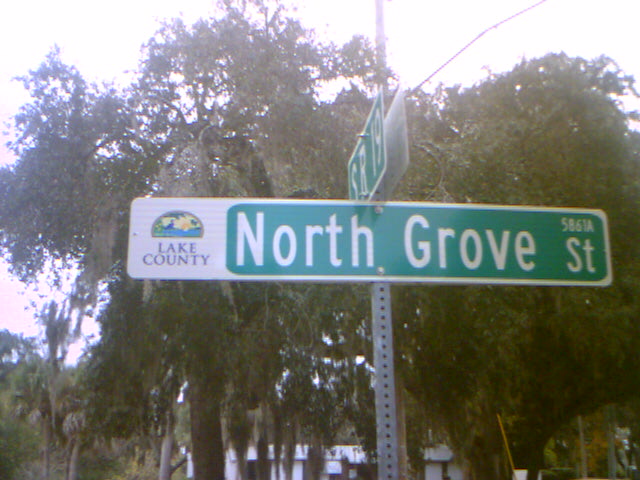 SR 19
LAKE
COUNTY
North Grove St
5861A